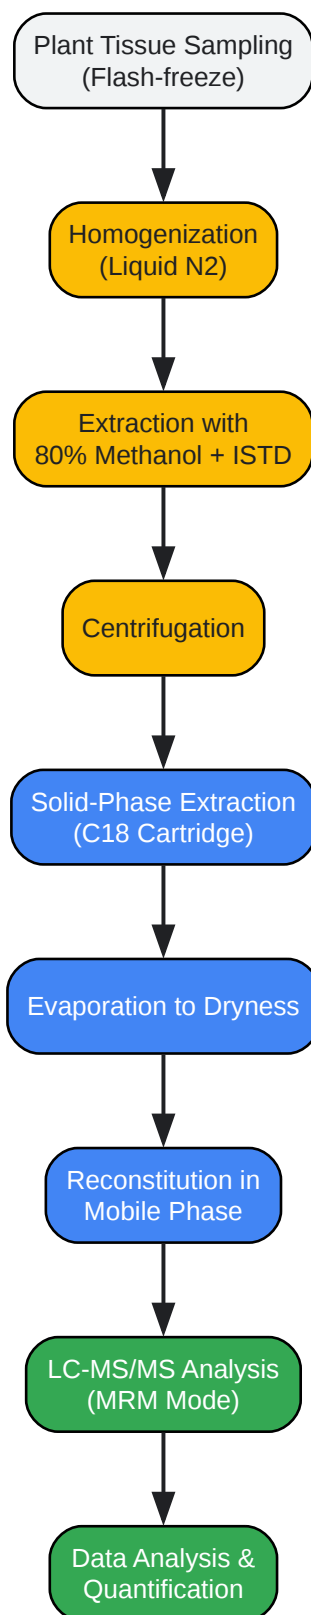 Plant Tissue Sampling
(Flash-freeze)
Homogenization
(Liquid N2)
Extraction with
80% Methanol + ISTD
Centrifugation
Solid-Phase Extraction
(C18 Cartridge)
Evaporation to Dryness
Reconstitution in
Mobile Phase
LC-MS/MS Analysis
(MRM Mode)
Data Analysis &
Quantification